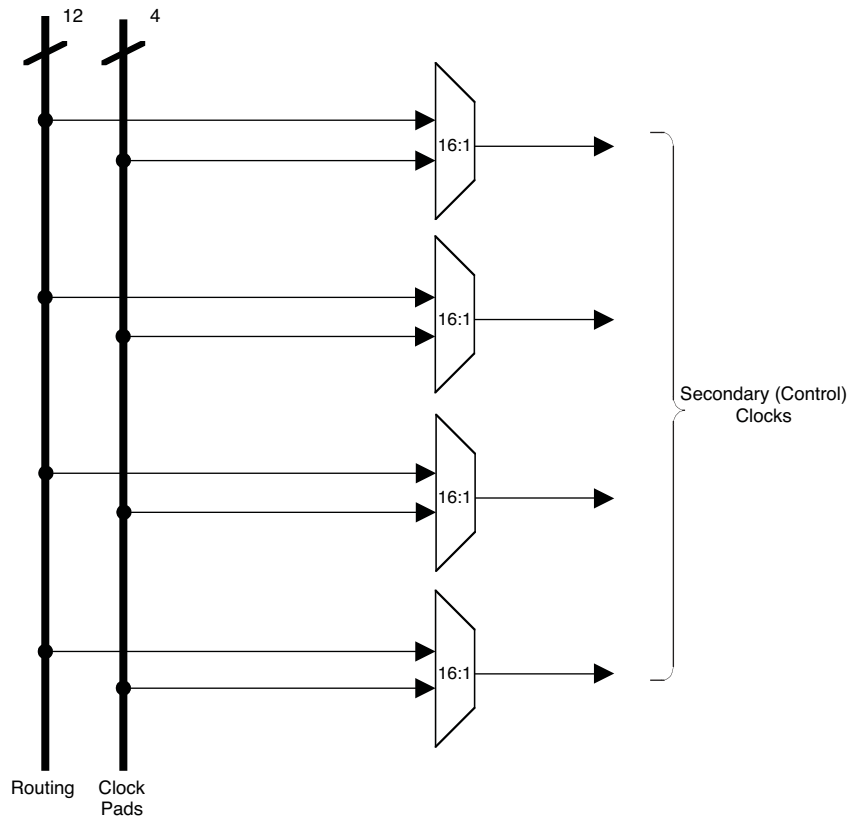 12
4
16:1
16:1
16:1
16:1
Secondary (Control)
Clocks
Routing
Clock
Pads